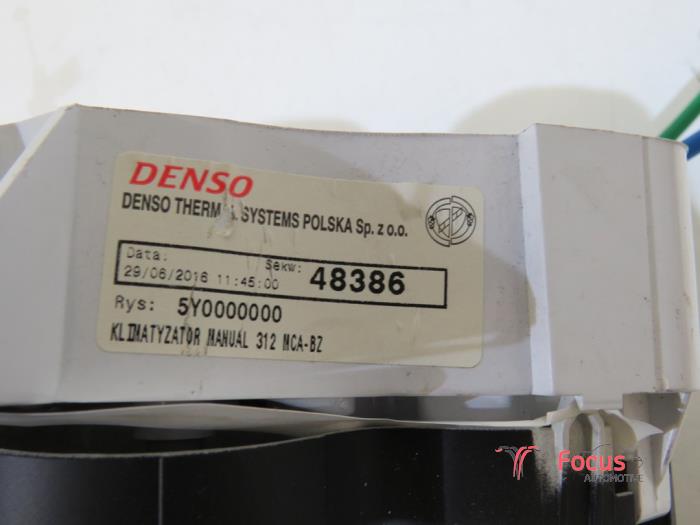 DENSO
DENSO THERMAL SYSTEMS POLSKA Sp. z o.o.
Data: Sekw:
29/06/2016 11:45:00 48386
Rys: 5Y0000000
KLIMATYZATOR MANUAL 312 MCA-BZ
Focus
AUTOMOTIVE